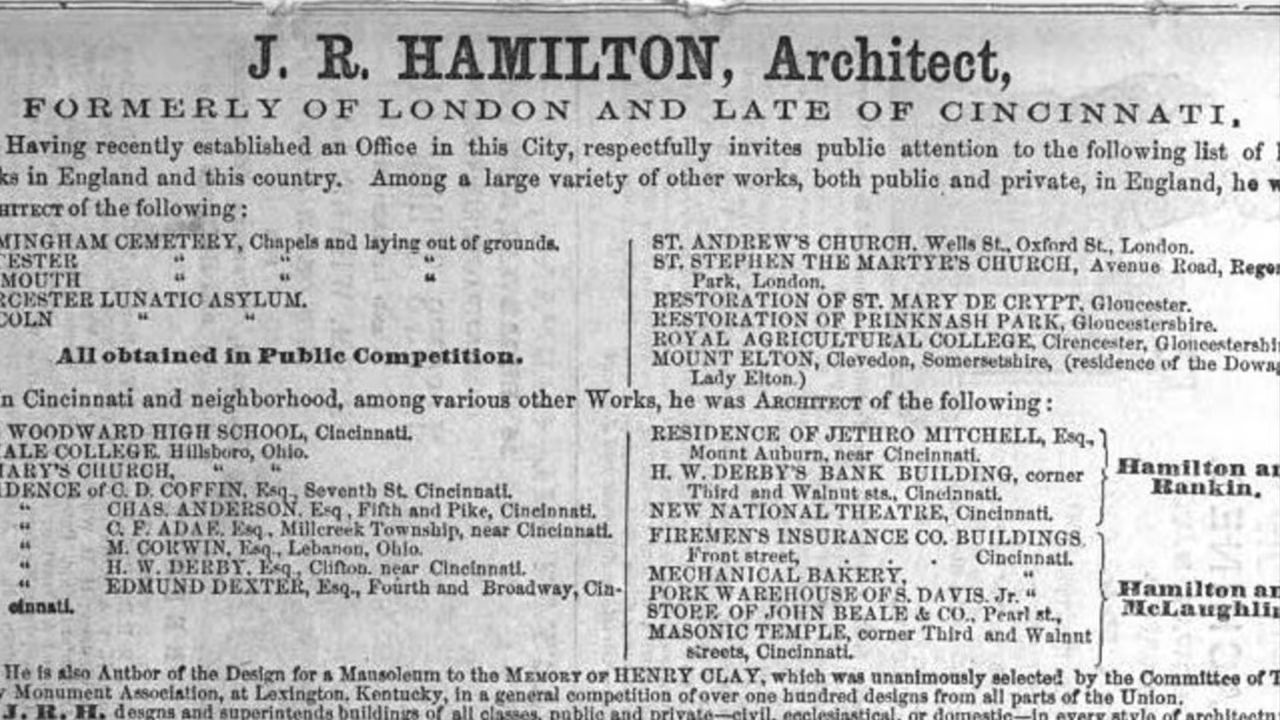 J. R. HAMILTON, Architect,
FORMERLY OF LONDON AND LATE OF CINCINNATI.
Having recently established an Office in this City, respectfully invites public attention to the following list of
ks in England and this country. Among a large variety of other works, both public and private, in England, he w
HITECT of the following:
MINGHAM CEMETERY, Chapels and laying out of grounds.
CESTER " " "
MOUTH " " "
RCESTER LUNATIC ASYLUM.
COLN " "
All obtained in Public Competition.
ST. ANDREW'S CHURCH. Wells St., Oxford St., London.
ST. STEPHEN THE MARTYR'S CHURCH, Avenue Road, Rege
Park, London.
RESTORATION OF ST. MARY DE CRYPT, Gloucester.
RESTORATION OF PRINKNASH PARK, Gloucestershire.
ROYAL AGRICULTURAL COLLEGE, Cirencester, Gloucestershi
MOUNT ELTON, Clevedon, Somersetshire, (residence of the Dowa
Lady Elton.)
n Cincinnati and neighborhood, among various other Works, he was ARCHITECT of the following:
WOODWARD HIGH SCHOOL, Cincinnati.
ALE COLLEGE. Hillsboro, Ohio.
MARY'S CHURCH, " "
DENCE of C. D. COFFIN, Esq., Seventh St. Cincinnati.
" CHAS. ANDERSON, Esq., Fifth and Pike, Cincinnati.
" C. F. ADAE, Esq., Millcreek Township, near Cincinnati.
" M. CORWIN, Esq., Lebanon, Ohio.
" H. W. DERBY, Esq., Clifton. near Cincinnati.
" EDMUND DEXTER, Esq., Fourth and Broadway, Cin-
cinnati.
RESIDENCE OF JETHRO MITCHELL, Esq.,
Mount Auburn, near Cincinnati.
H. W. DERBY'S BANK BUILDING, corner
Third and Walnut sts., Cincinnati.
NEW NATIONAL THEATRE, Cincinnati.
Hamilton an
Rankin.
FIREMEN'S INSURANCE CO. BUILDINGS.
Front street, . . . Cincinnati.
MECHANICAL BAKERY, "
PORK WAREHOUSE OF S. DAVIS. Jr. "
STORE OF JOHN BEALE & CO., Pearl st.,
MASONIC TEMPLE, corner Third and Walnut
streets, Cincinnati.
Hamilton an
McLaughlin
He is also Author of the Design for a Mausoleum to the MEMORY OF HENRY CLAY, which was unanimously selected by the Committee of T
y Monument Association, at Lexington, Kentucky, in a general competition of over one hundred designs from all parts of the Union.
J. R. H. designs and superintends buildings of all classes, public and private—civil, ecclesiastical, or domestic—in every style of architectu